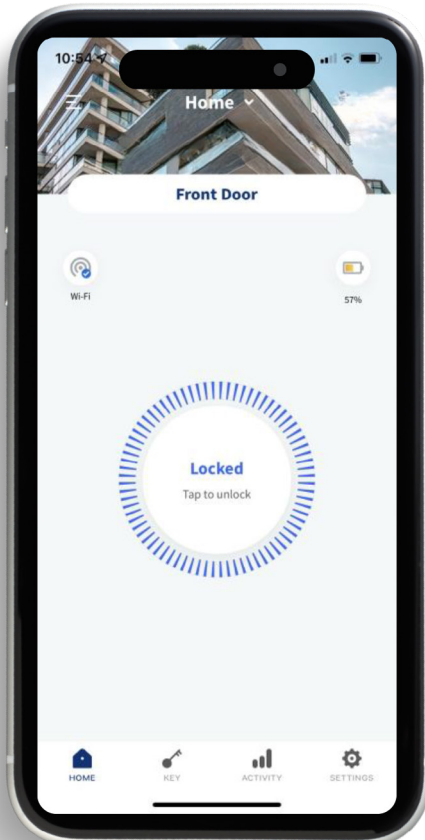 10:54
Home
Front Door
Wi-Fi
57%
Locked
Tap to unlock
HOME
KEY
ACTIVITY
SETTINGS